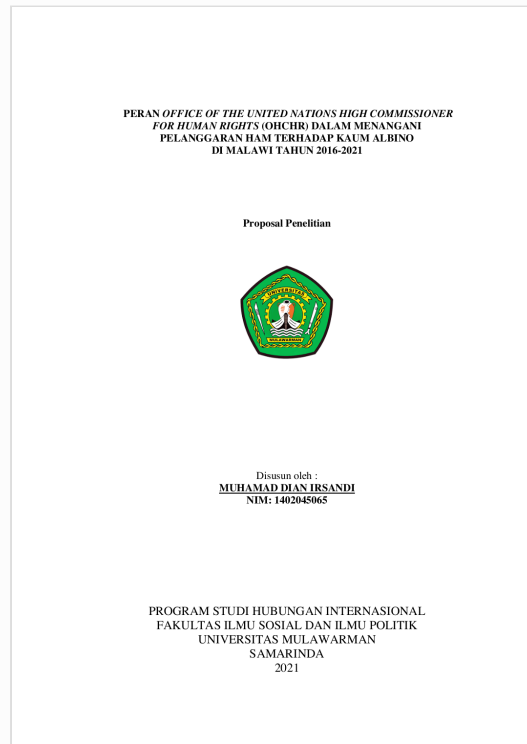 PERAN OFFICE OF THE UNITED NATIONS HIGH COMMISSIONER
FOR HUMAN RIGHTS (OHCHR) DALAM MENANGANI
PELANGGARAN HAM TERHADAP KAUM ALBINO
DI MALAWI TAHUN 2016-2021
Proposal Penelitian
UNIVERSITAS
MULAWARMAN
Disusun oleh :
MUHAMAD DIAN IRSANDI
NIM: 1402045065
PROGRAM STUDI HUBUNGAN INTERNASIONAL
FAKULTAS ILMU SOSIAL DAN ILMU POLITIK
UNIVERSITAS MULAWARMAN
SAMARINDA
2021